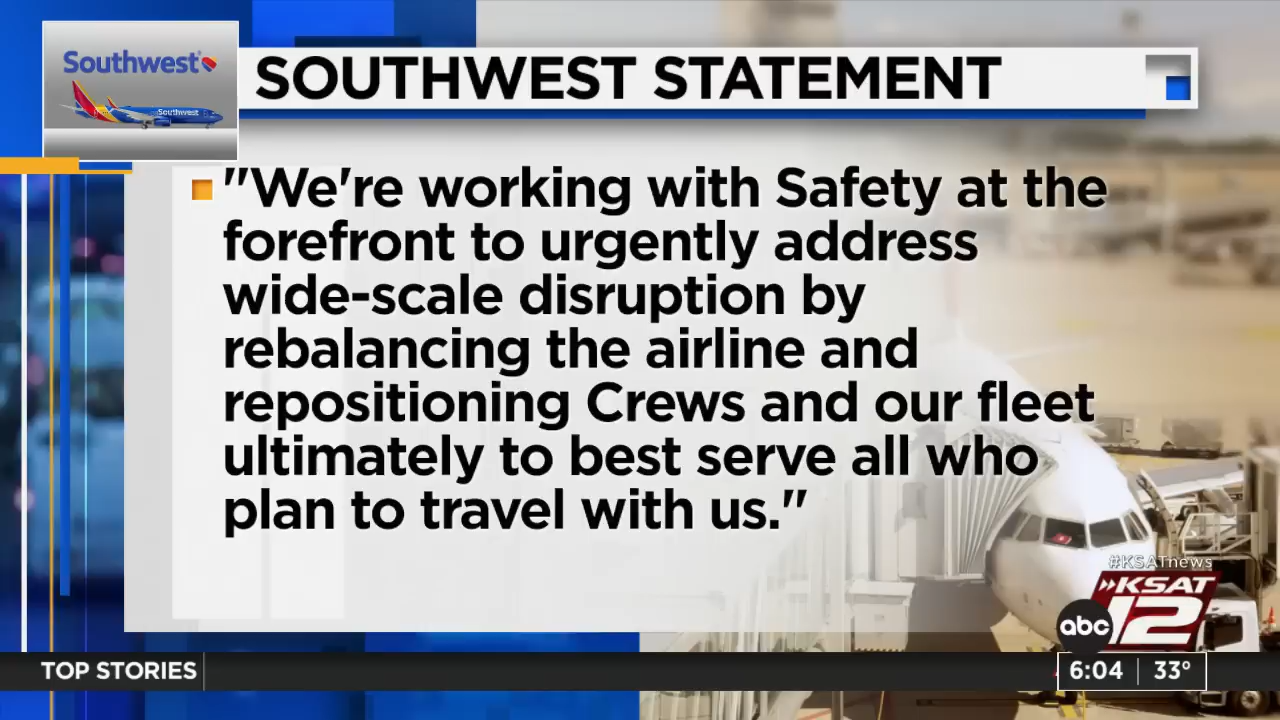 Southwest
Southwest
SOUTHWEST STATEMENT
"We're working with Safety at the
forefront to urgently address
wide-scale disruption by
rebalancing the airline and
repositioning Crews and our fleet
ultimately to best serve all who
plan to travel with us."
#KSATnews
KSAT
12
abc
TOP STORIES
6:04 33°